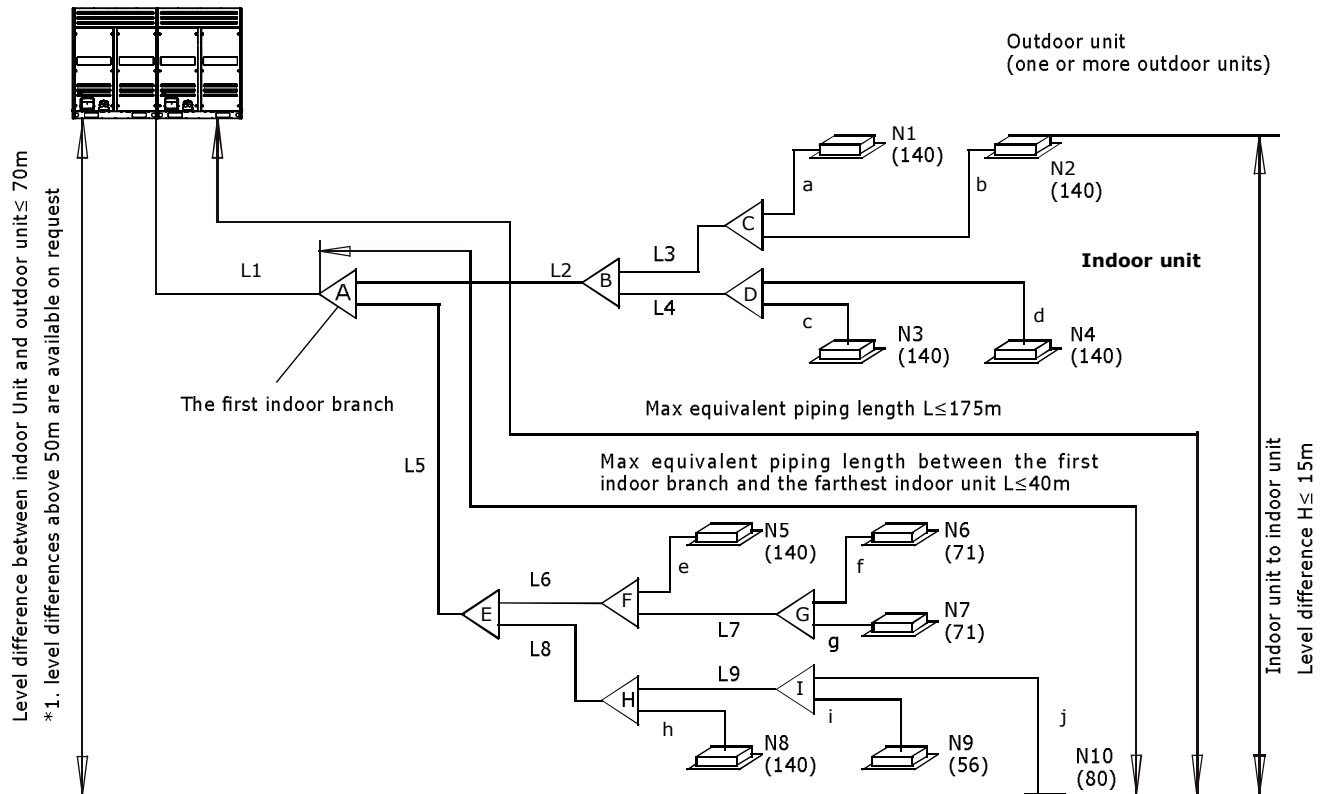 Outdoor unit
(one or more outdoor units)
Level difference between indoor Unit and outdoor unit≤ 70m
*1. level differences above 50m are available on request
N1
(140)
N2
(140)
a
b
C
Indoor unit
L1
A
L2
B
L3
L4
D
c
d
N3
(140)
N4
(140)
The first indoor branch
Max equivalent piping length L≤175m
L5
Max equivalent piping length between the first
indoor branch and the farthest indoor unit L≤40m
Indoor unit to indoor unit
Level difference H≤ 15m
N5
(140)
N6
(71)
e
f
L6
F
E
G
L7
g
N7
(71)
L8
L9
H
I
h
i
j
N8
(140)
N9
(56)
N10
(80)